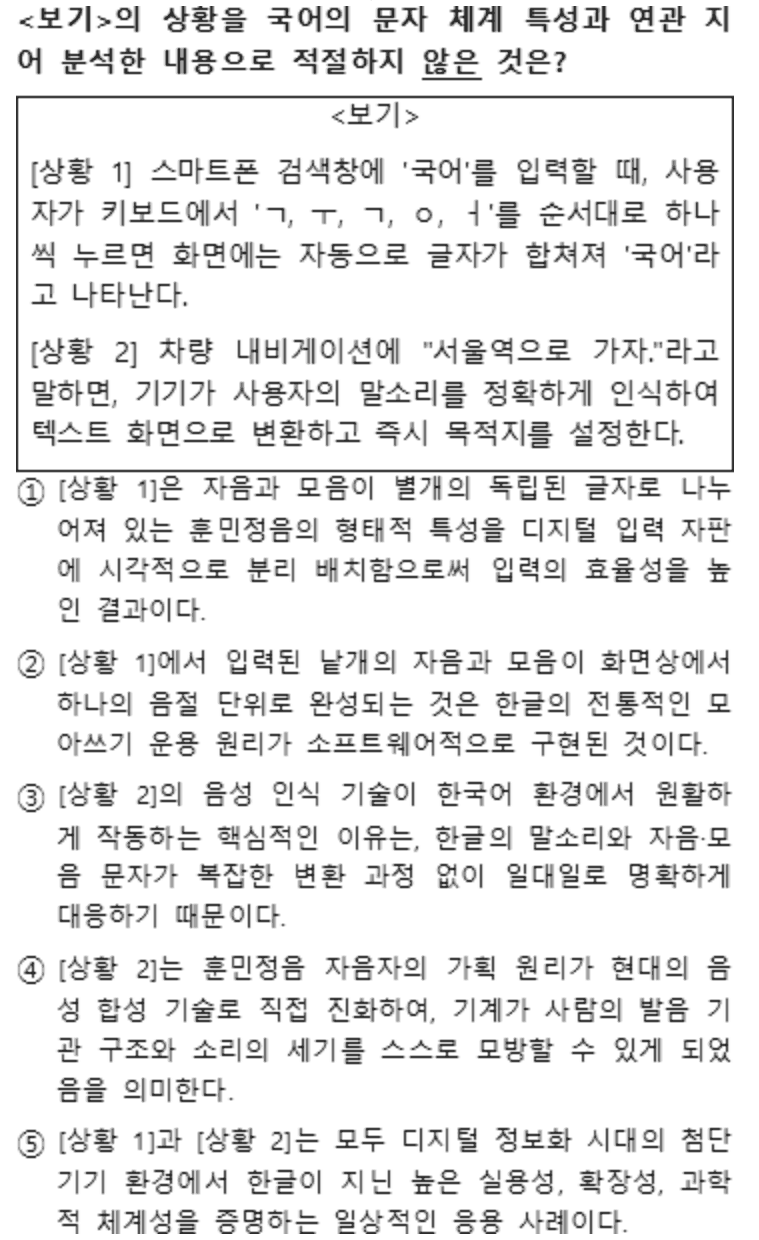 <보기>의 상황을 국어의 문자 체계 특성과 연관 지
어 분석한 내용으로 적절하지 않은 것은?
<보기>
[상황 1] 스마트폰 검색창에 '국어'를 입력할 때, 사용
자가 키보드에서 'ㄱ, ㅜ, ㄱ, ㅇ, ㅓ'를 순서대로 하나
씩 누르면 화면에는 자동으로 글자가 합쳐져 '국어'라
고 나타난다.
[상황 2] 차량 내비게이션에 "서울역으로 가자."라고
말하면, 기기가 사용자의 말소리를 정확하게 인식하여
텍스트 화면으로 변환하고 즉시 목적지를 설정한다.
① [상황 1]은 자음과 모음이 별개의 독립된 글자로 나누
어져 있는 훈민정음의 형태적 특성을 디지털 입력 자판
에 시각적으로 분리 배치함으로써 입력의 효율성을 높
인 결과이다.
② [상황 1]에서 입력된 낱개의 자음과 모음이 화면상에서
하나의 음절 단위로 완성되는 것은 한글의 전통적인 모
아쓰기 운용 원리가 소프트웨어적으로 구현된 것이다.
③ [상황 2]의 음성 인식 기술이 한국어 환경에서 원활하
게 작동하는 핵심적인 이유는, 한글의 말소리와 자음·모
음 문자가 복잡한 변환 과정 없이 일대일로 명확하게
대응하기 때문이다.
④ [상황 2]는 훈민정음 자음자의 가획 원리가 현대의 음
성 합성 기술로 직접 진화하여, 기계가 사람의 발음 기
관 구조와 소리의 세기를 스스로 모방할 수 있게 되었
음을 의미한다.
⑤ [상황 1]과 [상황 2]는 모두 디지털 정보화 시대의 첨단
기기 환경에서 한글이 지닌 높은 실용성, 확장성, 과학
적 체계성을 증명하는 일상적인 응용 사례이다.